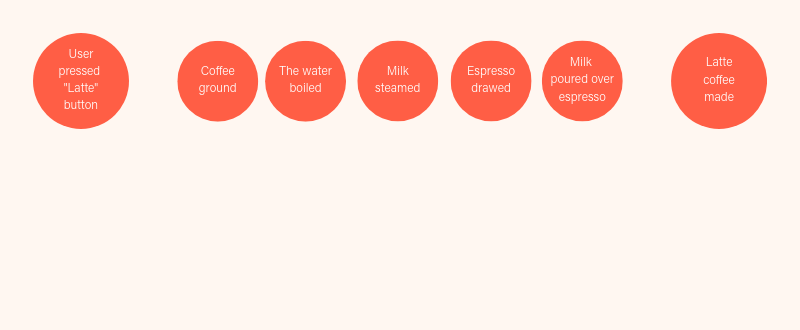 User
pressed
"Latte"
button
Coffee
ground
The water
boiled
Milk
steamed
Espresso
drawed
Milk
poured over
espresso
Latte
coffee
made